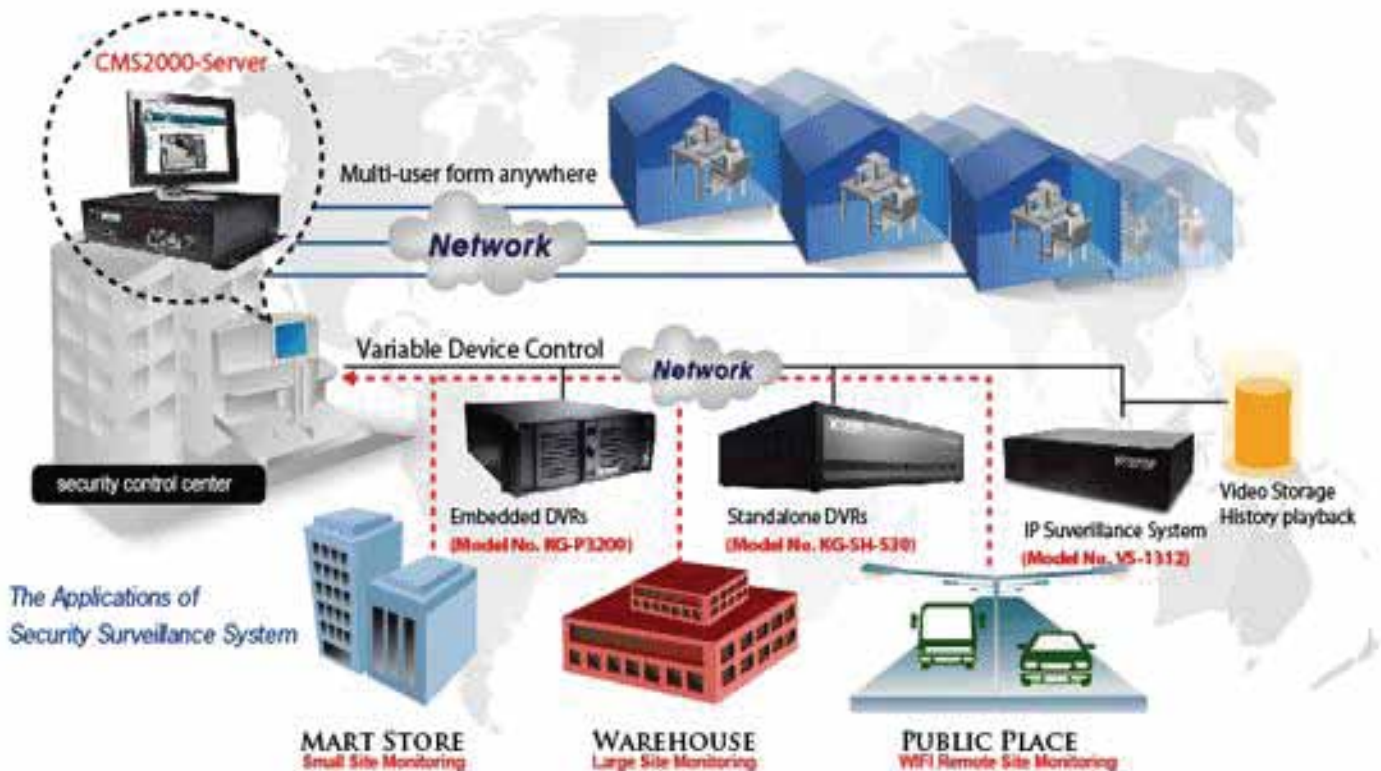 CMS2000-Server
Multi-user form anywhere
Network
Variable Device Control
Network
security control center
Embedded DVRs
(Model No. KG-P3200)
Standalone DVRs
(Model No. KG-SH-530)
IP Suverillance System
(Model No. VS-1312)
Video Storage
History playback
The Applications of
Security Surveillance System
MART STORE
Small Site Monitoring
WAREHOUSE
Large Site Monitoring
PUBLIC PLACE
WIFI Remote Site Monitoring